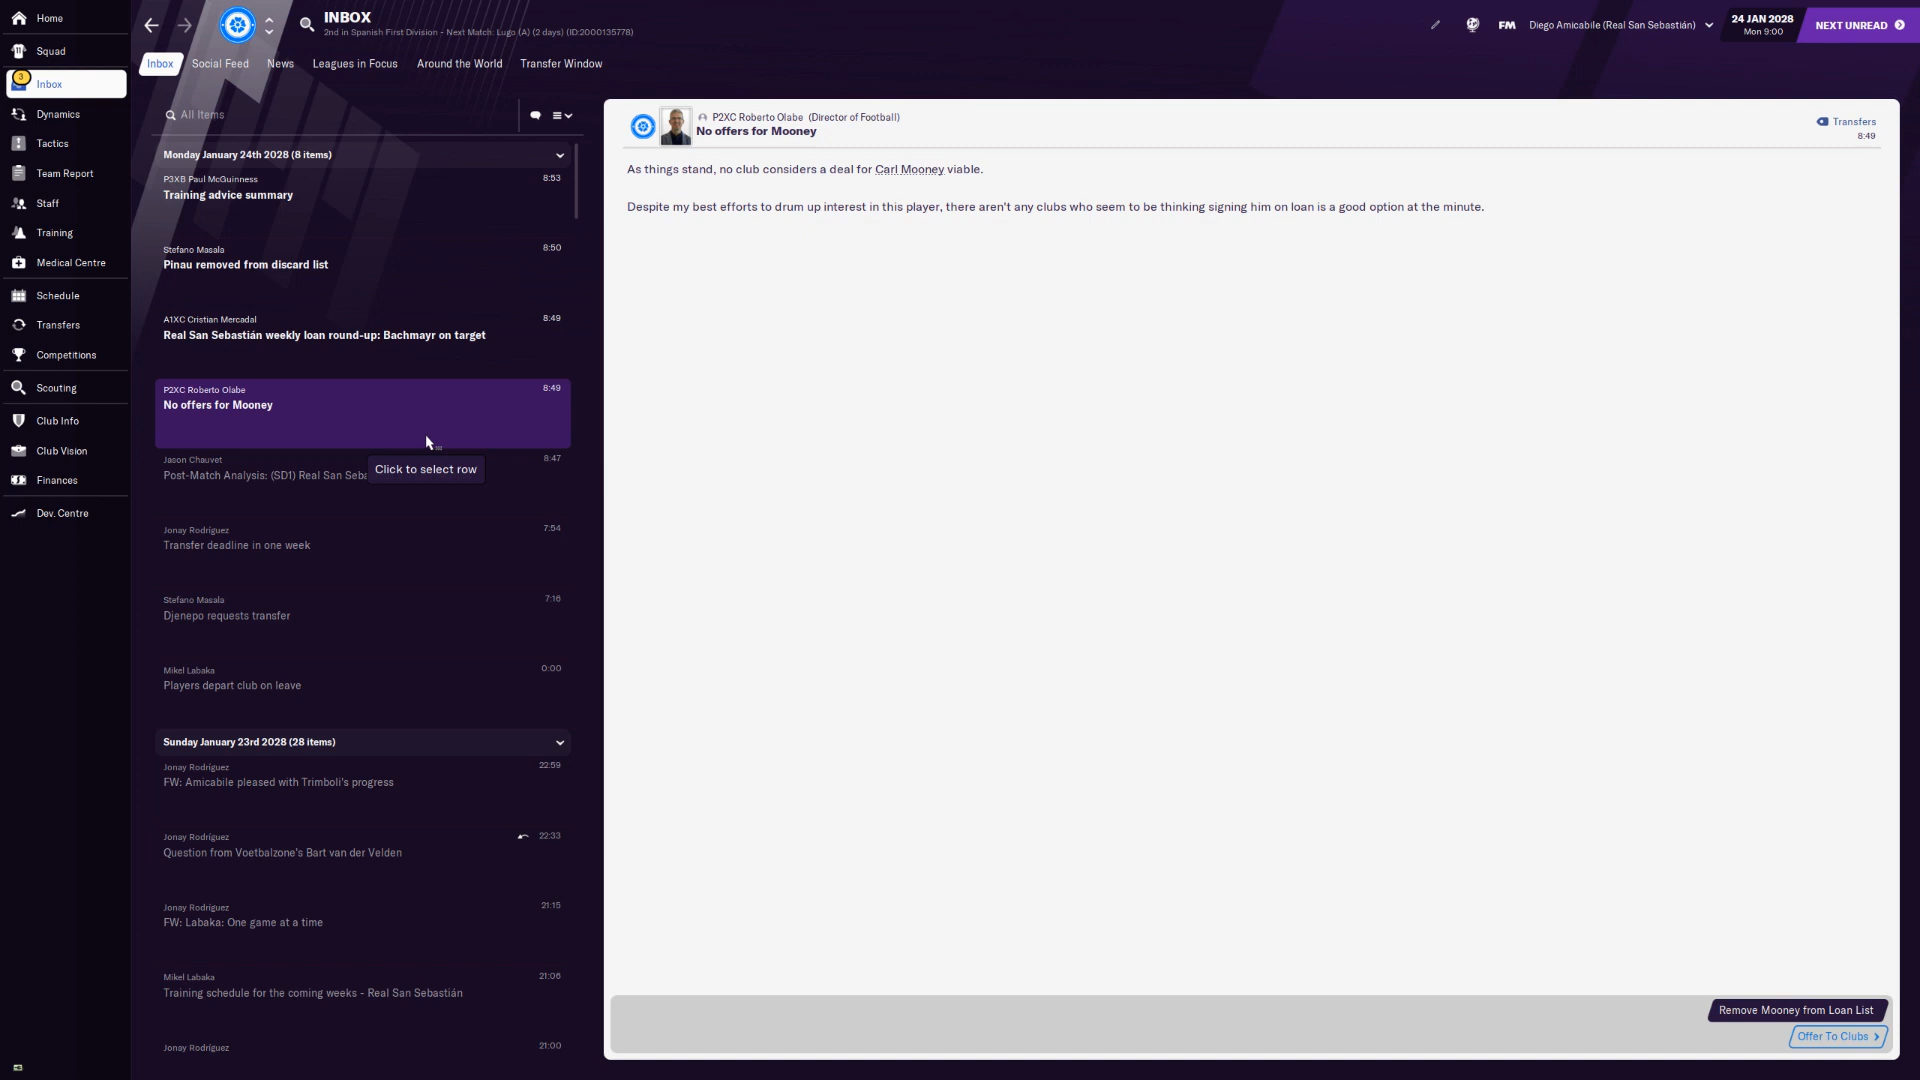 Home
Squad
3
Inbox
Dynamics
Tactics
Team Report
Staff
Training
Medical Centre
Schedule
Transfers
Competitions
Scouting
Club Info
Club Vision
Finances
Dev. Centre
INBOX
2nd in Spanish First Division - Next Match: Lugo (A) (2 days) (ID:2000135778)
FM
Diego Amicabile (Real San Sebastián)
24 JAN 2028
Mon 9:00
NEXT UNREAD
Inbox
Social Feed
News
Leagues in Focus
Around the World
Transfer Window
All Items
Monday January 24th 2028 (8 items)
P3XB Paul McGuinness
8:53
Training advice summary
Stefano Masala
8:50
Pinau removed from discard list
A1XC Cristian Mercadal
8:49
Real San Sebastián weekly loan round-up: Bachmayr on target
P2XC Roberto Olabe
8:49
No offers for Mooney
Jason Chauvet
8:47
Post-Match Analysis: (SD1) Real San Seba
Click to select row
Jonay Rodríguez
7:54
Transfer deadline in one week
Stefano Masala
7:16
Djenepo requests transfer
Mikel Labaka
0:00
Players depart club on leave
Sunday January 23rd 2028 (28 items)
Jonay Rodríguez
22:59
FW: Amicabile pleased with Trimboli's progress
Jonay Rodríguez
22:33
Question from Voetbalzone's Bart van der Velden
Jonay Rodríguez
21:15
FW: Labaka: One game at a time
Mikel Labaka
21:06
Training schedule for the coming weeks - Real San Sebastián
Jonay Rodríguez
21:00
P2XC Roberto Olabe (Director of Football)
No offers for Mooney
Transfers
8:49
As things stand, no club considers a deal for Carl Mooney viable.
Despite my best efforts to drum up interest in this player, there aren't any clubs who seem to be thinking signing him on loan is a good option at the minute.
Remove Mooney from Loan List
Offer To Clubs